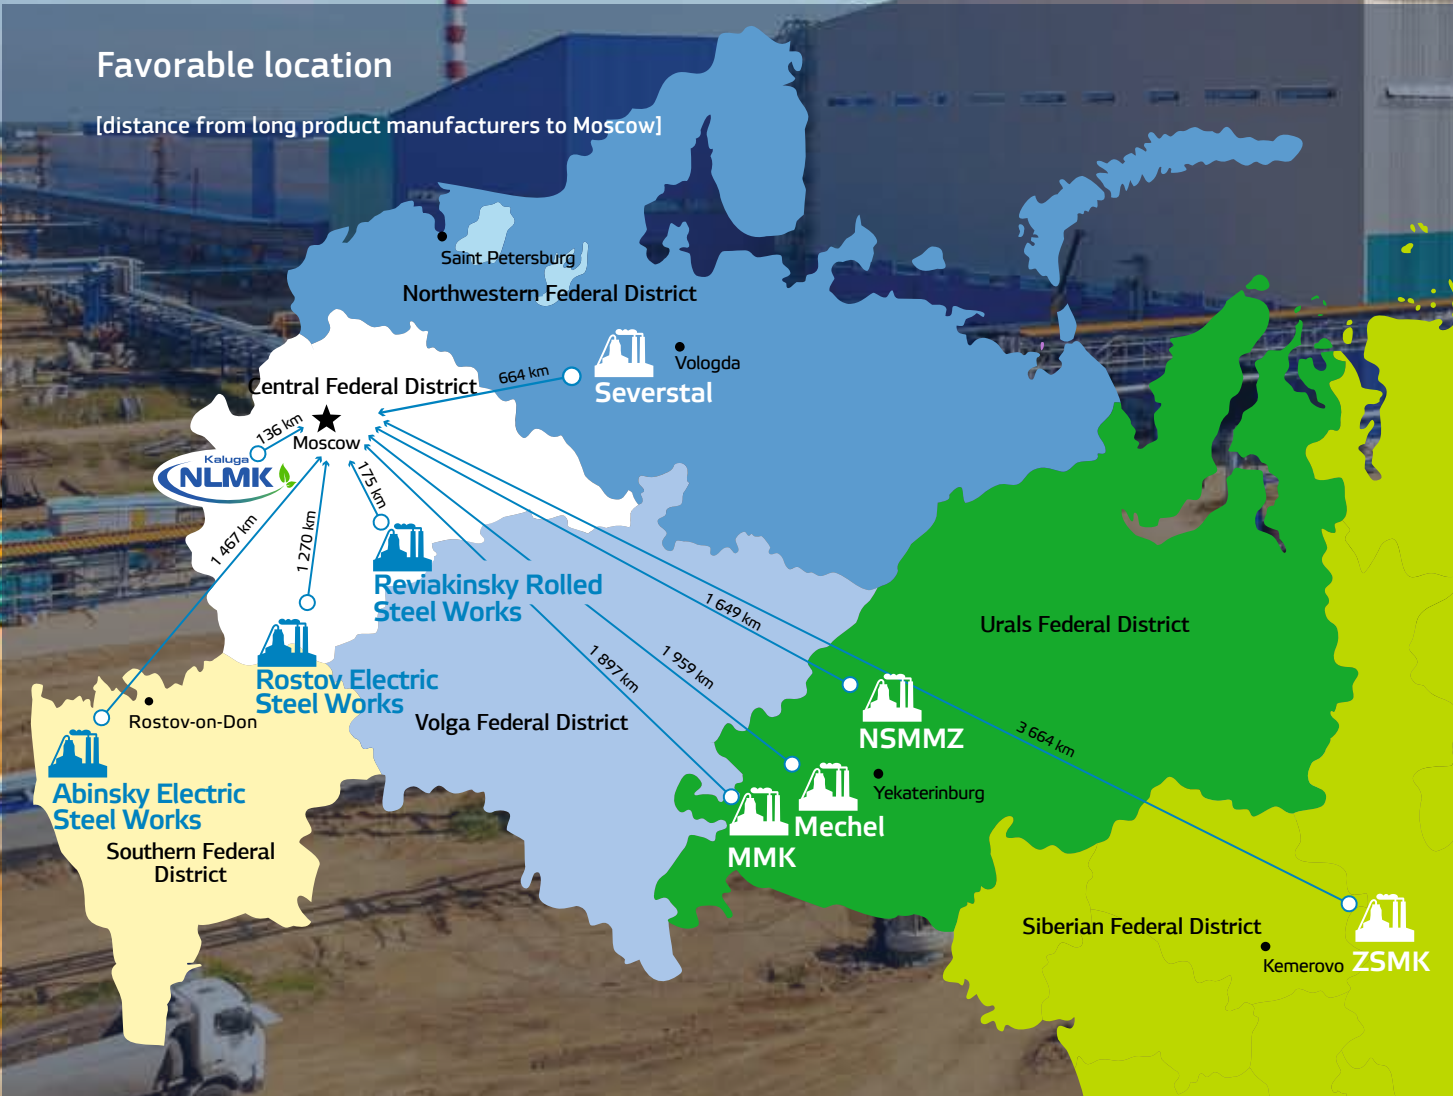 Favorable location
[distance from long product manufacturers to Moscow]
Saint Petersburg
Northwestern Federal District
Vologda
Severstal
664 km
Central Federal District
136 km
Moscow
Kaluga
NLMK
175 km
1 467 km
1 270 km
Reviakinsky Rolled
Steel Works
1 649 km
Urals Federal District
1 897 km
1 959 km
Rostov Electric
Steel Works
Rostov-on-Don
Volga Federal District
NSMMZ
3 664 km
Abinsky Electric
Steel Works
Yekaterinburg
Mechel
MMK
Southern Federal
District
Siberian Federal District
Kemerovo
ZSMK